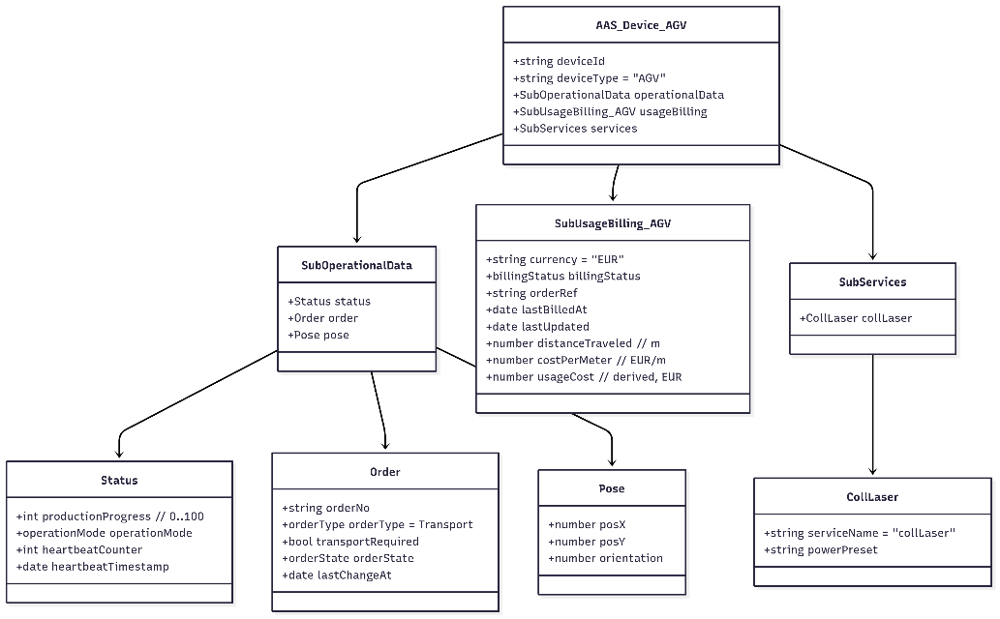 AAS_Device_AGV
+string deviceId
+string deviceType = "AGV"
+SubOperationalData operationalData
+SubUsageBilling_AGV usageBilling
+SubServices services
SubOperationalData
+Status status
+Order order
+Pose pose
SubUsageBilling_AGV
+string currency = "EUR"
+billingStatus billingStatus
+string orderRef
+date lastBilledAt
+date lastUpdated
+number distanceTraveled // m
+number costPerMeter // EUR/m
+number usageCost // derived, EUR
SubServices
+CollLaser collLaser
Status
+int productionProgress // 0..100
+operationMode operationMode
+int heartbeatCounter
+date heartbeatTimestamp
Order
+string orderNo
+orderType orderType = Transport
+bool transportRequired
+orderState orderState
+date lastChangeAt
Pose
+number posX
+number posY
+number orientation
CollLaser
+string serviceName = "collLaser"
+string powerPreset